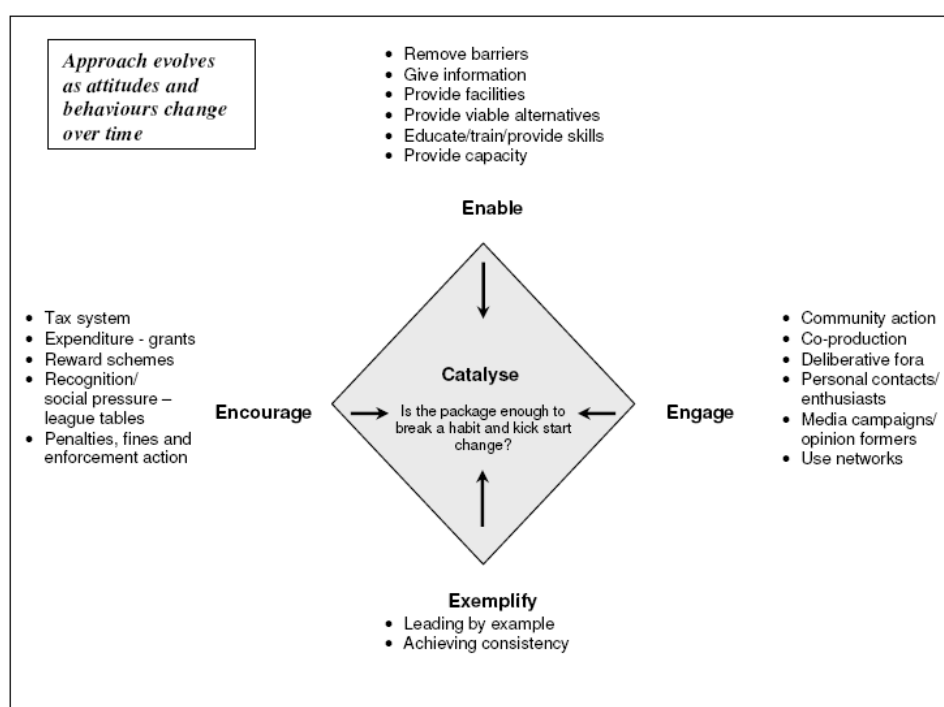 Approach evolves
as attitudes and
behaviours change
over time
• Remove barriers
• Give information
• Provide facilities
• Provide viable alternatives
• Educate/train/provide skills
• Provide capacity
Enable
• Tax system
• Expenditure - grants
• Reward schemes
• Recognition/
social pressure –
league tables
• Penalties, fines and
enforcement action
Encourage
Catalyse
Is the package enough to
break a habit and kick start
change?
Engage
• Community action
• Co-production
• Deliberative fora
• Personal contacts/
enthusiasts
• Media campaigns/
opinion formers
• Use networks
Exemplify
• Leading by example
• Achieving consistency